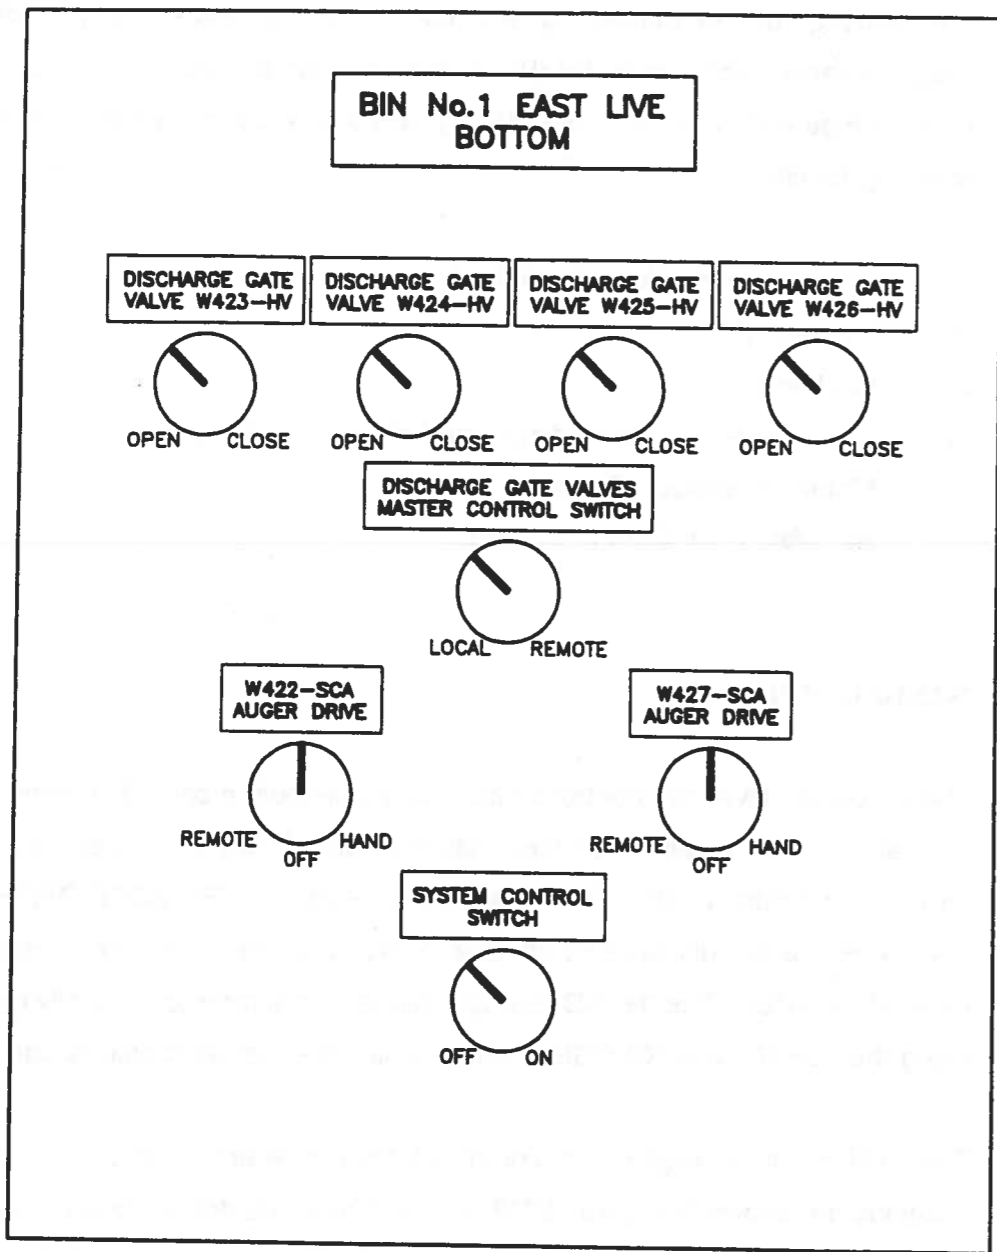 BIN No.1 EAST LIVE
BOTTOM
DISCHARGE GATE
VALVE W423-HV
DISCHARGE GATE
VALVE W424-HV
DISCHARGE GATE
VALVE W425-HV
DISCHARGE GATE
VALVE W426-HV
OPEN CLOSE
OPEN CLOSE
OPEN CLOSE
OPEN CLOSE
DISCHARGE GATE VALVES
MASTER CONTROL SWITCH
LOCAL REMOTE
W422-SCA
AUGER DRIVE
REMOTE OFF HAND
W427-SCA
AUGER DRIVE
REMOTE OFF HAND
SYSTEM CONTROL
SWITCH
OFF ON